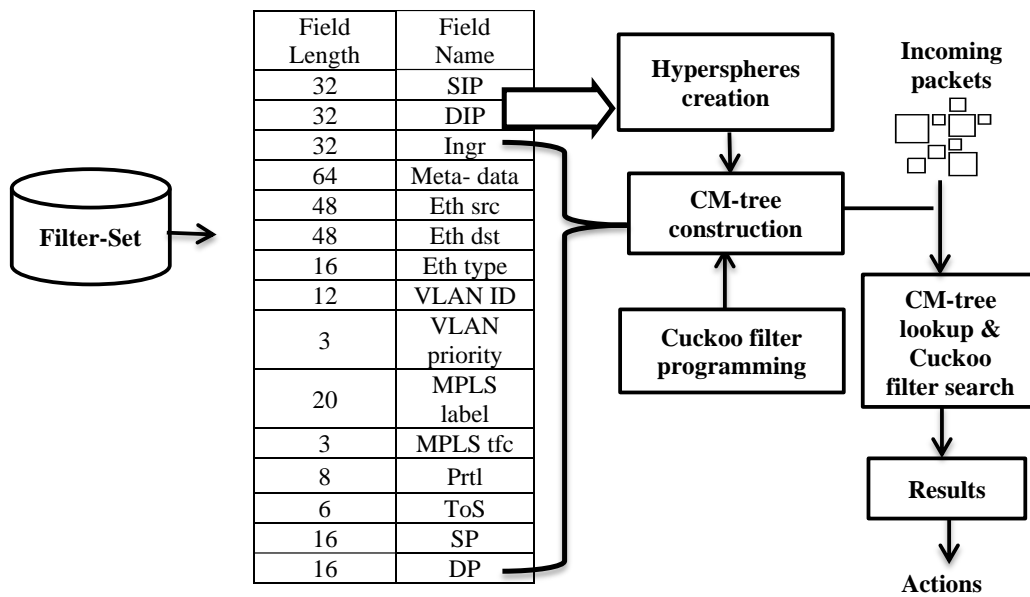 Filter-Set
Field Length
Field Name
32 SIP
32 DIP
32 Ingr
64 Meta- data
48 Eth src
48 Eth dst
16 Eth type
12 VLAN ID
3 VLAN priority
20 MPLS label
3 MPLS tfc
8 Prtl
6 ToS
16 SP
16 DP
Hyperspheres
creation
CM-tree
construction
Cuckoo filter
programming
Incoming
packets
CM-tree
lookup &
Cuckoo
filter search
Results
Actions